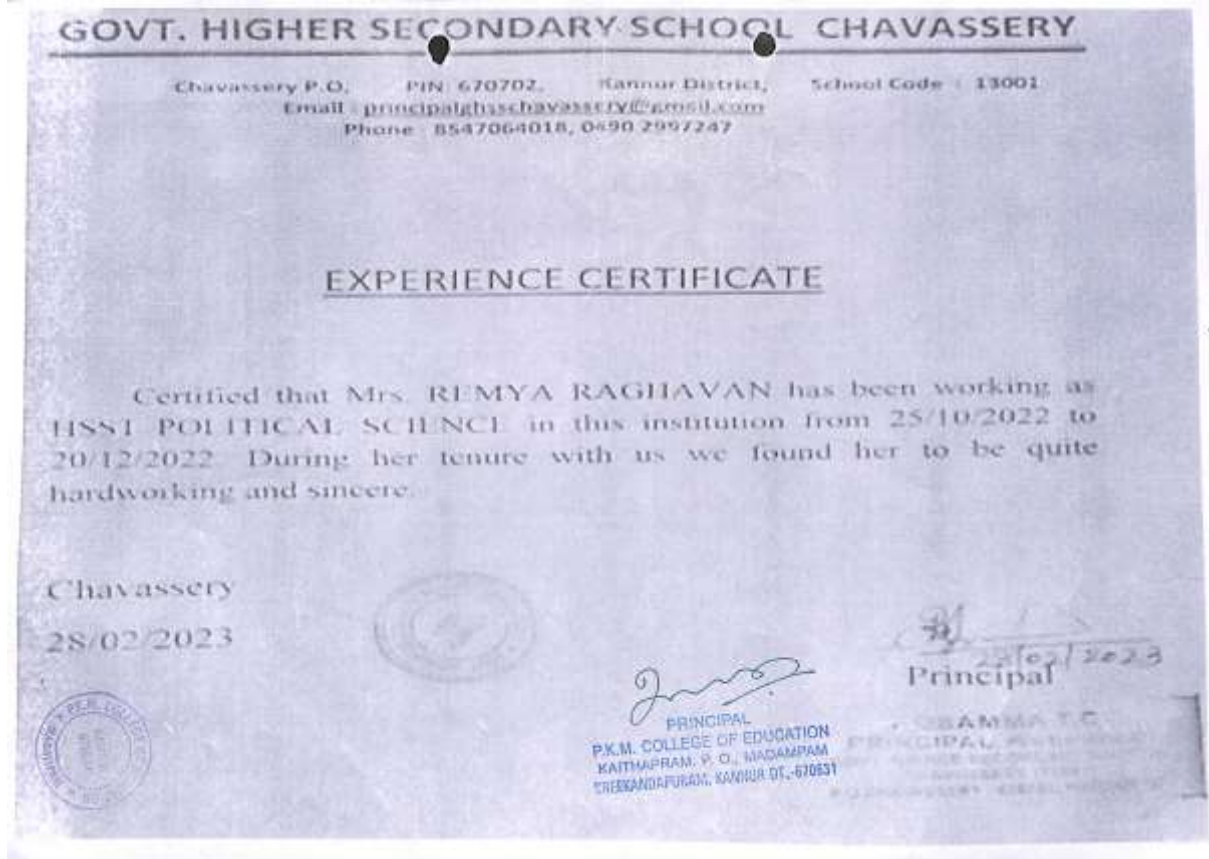 GOVT. HIGHER SECONDARY SCHOOL CHAVASSERY
Chavassery P.O, PIN 670702, Kannur District, School Code : 13001
Email : principalghsschavassery@gmail.com
Phone 8547064018, 0490 2997247
EXPERIENCE CERTIFICATE
Certified that Mrs. REMYA RAGHAVAN has been working as
HSST POLITICAL SCIENCE in this institution from 25/10/2022 to
20/12/2022 During her tenure with us we found her to be quite
hardworking and sincere.
Chavassery
28/02/2023
2023
Principal
PRINCIPAL
P.K.M. COLLEGE OF EDUCATION
KAITHAPRAM. P. O., MADAMPAM
SREEKANDAPURAM, KANNUR DT.-670631
OSAMMA T.C
PRINCIPAL